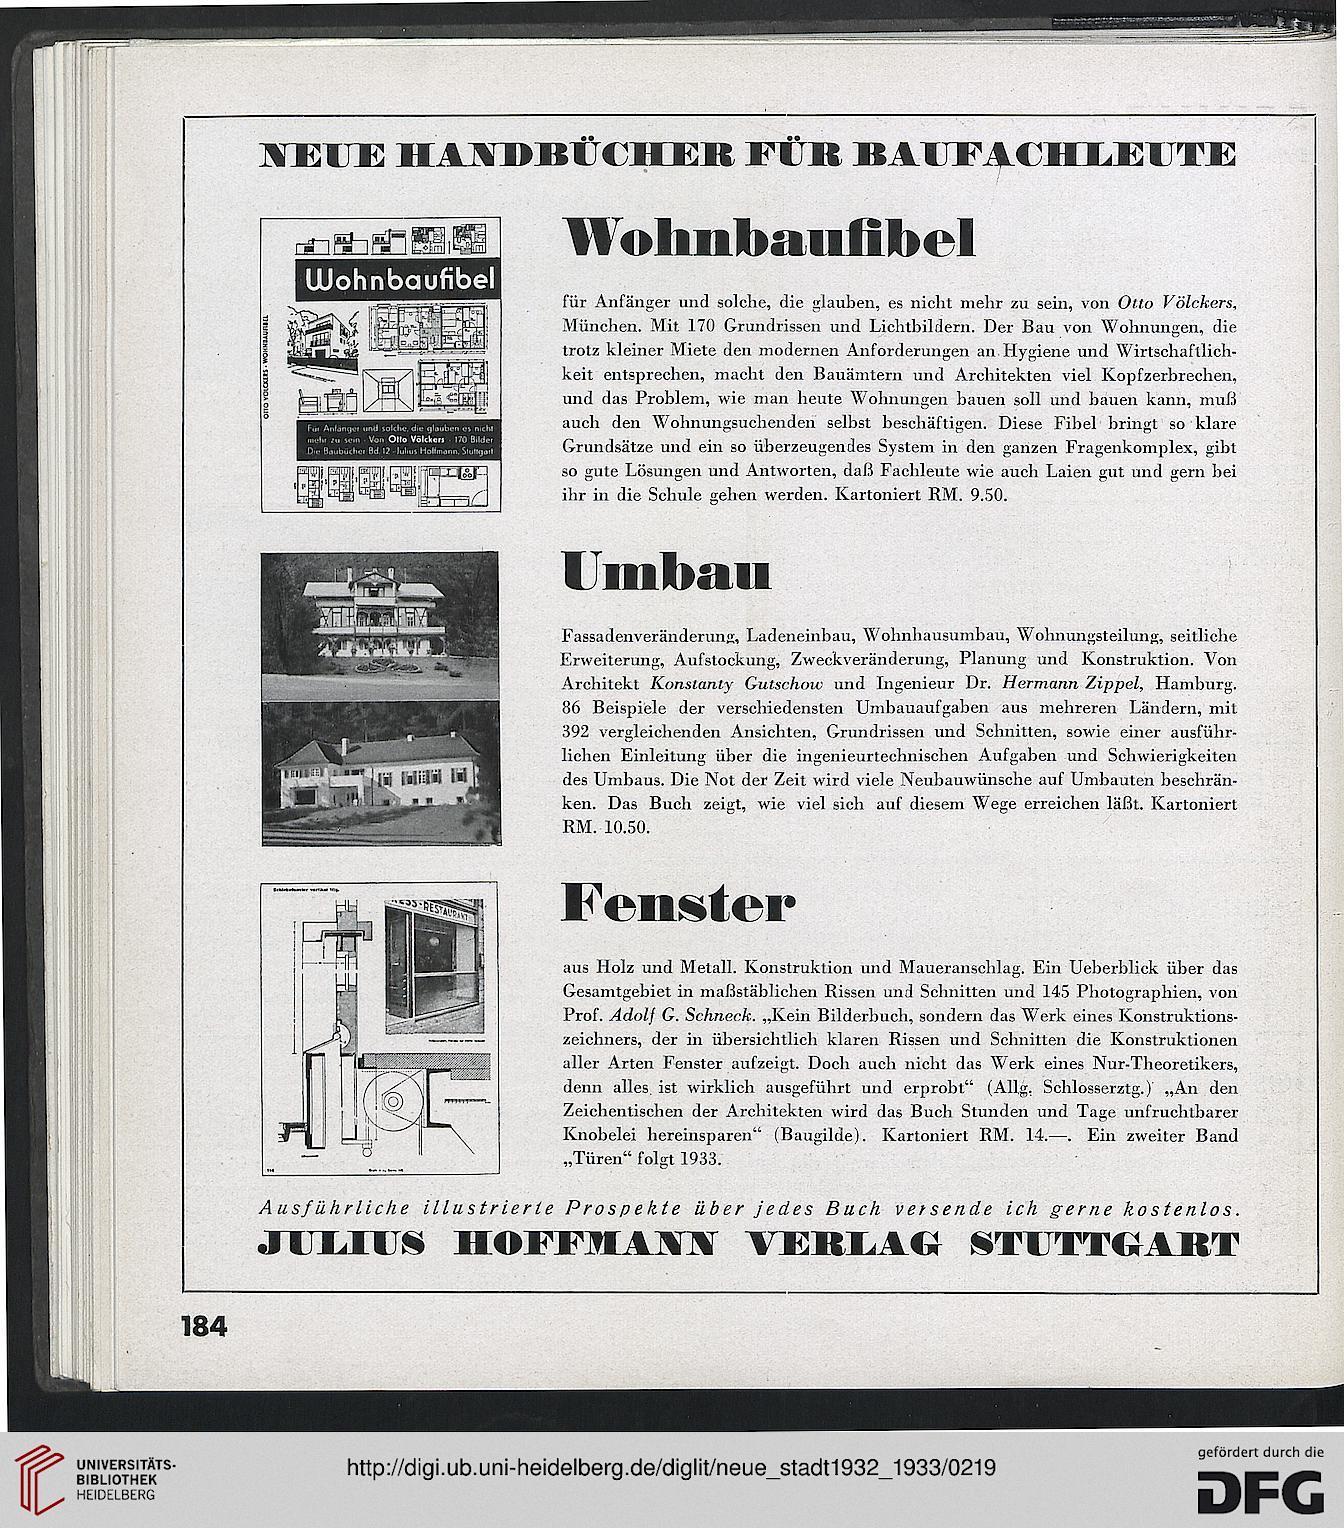 NEUE HANDBÜCHER FÜR BAUFACHLEUTE
Wohnbaufibel
OTTO VÖLCKERS · WOHNBAUFIBEL
Für Anfänger und solche, die glauben es nicht
mehr zu sein · Von Otto Völckers · 170 Bilder
Die Baubücher Bd. 12 · Julius Hoffmann, Stuttgart
Wohnbaufibel
für Anfänger und solche, die glauben, es nicht mehr zu sein, von Otto Völckers,
München. Mit 170 Grundrissen und Lichtbildern. Der Bau von Wohnungen, die
trotz kleiner Miete den modernen Anforderungen an Hygiene und Wirtschaftlich-
keit entsprechen, macht den Bauämtern und Architekten viel Kopfzerbrechen,
und das Problem, wie man heute Wohnungen bauen soll und bauen kann, muß
auch den Wohnungsuchenden selbst beschäftigen. Diese Fibel bringt so klare
Grundsätze und ein so überzeugendes System in den ganzen Fragenkomplex, gibt
so gute Lösungen und Antworten, daß Fachleute wie auch Laien gut und gern bei
ihr in die Schule gehen werden. Kartoniert RM. 9.50.
Umbau
Fassadenveränderung, Ladeneinbau, Wohnhausumbau, Wohnungsteilung, seitliche
Erweiterung, Aufstockung, Zweckveränderung, Planung und Konstruktion. Von
Architekt Konstanty Gutschow und Ingenieur Dr. Hermann Zippel, Hamburg.
86 Beispiele der verschiedensten Umbauaufgaben aus mehreren Ländern, mit
392 vergleichenden Ansichten, Grundrissen und Schnitten, sowie einer ausführ-
lichen Einleitung über die ingenieurtechnischen Aufgaben und Schwierigkeiten
des Umbaus. Die Not der Zeit wird viele Neubauwünsche auf Umbauten beschrän-
ken. Das Buch zeigt, wie viel sich auf diesem Wege erreichen läßt. Kartoniert
RM. 10.50.
ESS-RESTAURANT
Fenster
aus Holz und Metall. Konstruktion und Maueranschlag. Ein Ueberblick über das
Gesamtgebiet in maßstäblichen Rissen und Schnitten und 145 Photographien, von
Prof. Adolf G. Schneck. „Kein Bilderbuch, sondern das Werk eines Konstruktions-
zeichners, der in übersichtlich klaren Rissen und Schnitten die Konstruktionen
aller Arten Fenster aufzeigt. Doch auch nicht das Werk eines Nur-Theoretikers,
denn alles ist wirklich ausgeführt und erprobt“ (Allg. Schlosserztg.) „An den
Zeichentischen der Architekten wird das Buch Stunden und Tage unfruchtbarer
Knobelei hereinsparen“ (Baugilde). Kartoniert RM. 14.—. Ein zweiter Band
„Türen“ folgt 1933.
Ausführliche illustrierte Prospekte über jedes Buch versende ich gerne kostenlos.
JULIUS HOFFMANN VERLAG STUTTGART
184
UNIVERSITÄTS-
BIBLIOTHEK
HEIDELBERG
http://digi.ub.uni-heidelberg.de/diglit/neue_stadt1932_1933/0219
gefördert durch die
DFG